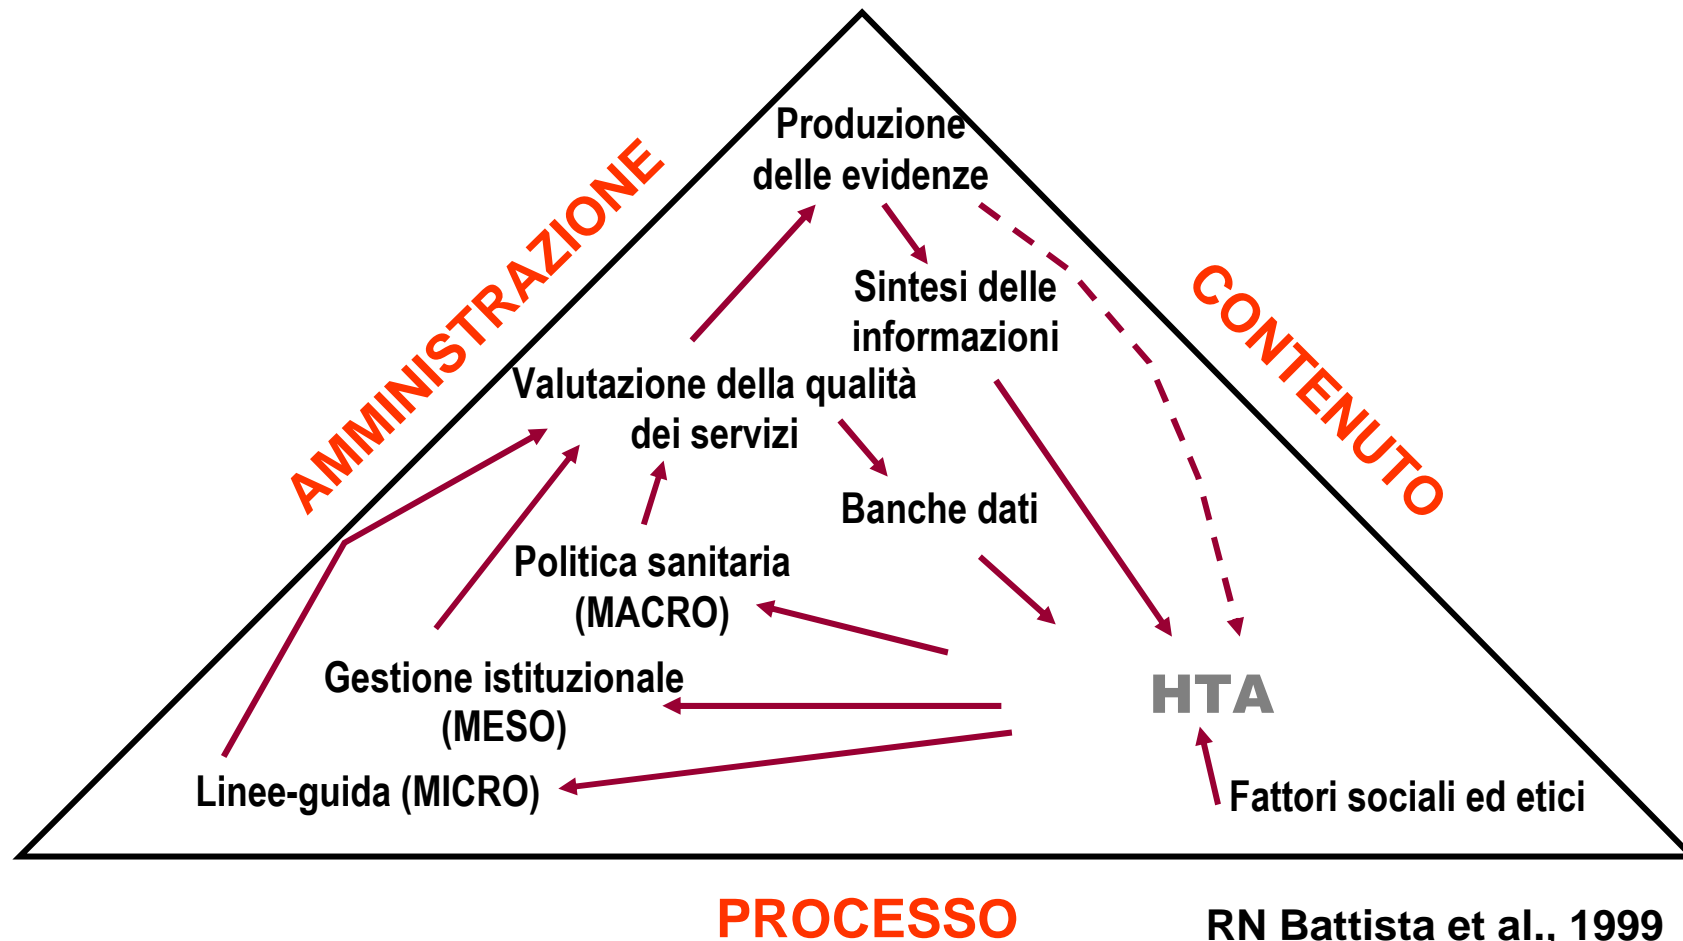 Produzione
delle evidenze
AMMINISTRAZIONE
CONTENUTO
Sintesi delle
informazioni
Valutazione della qualità
dei servizi
Banche dati
Politica sanitaria
(MACRO)
Gestione istituzionale
(MESO)
HTA
Linee-guida (MICRO)
Fattori sociali ed etici
PROCESSO
RN Battista et al.. 1999